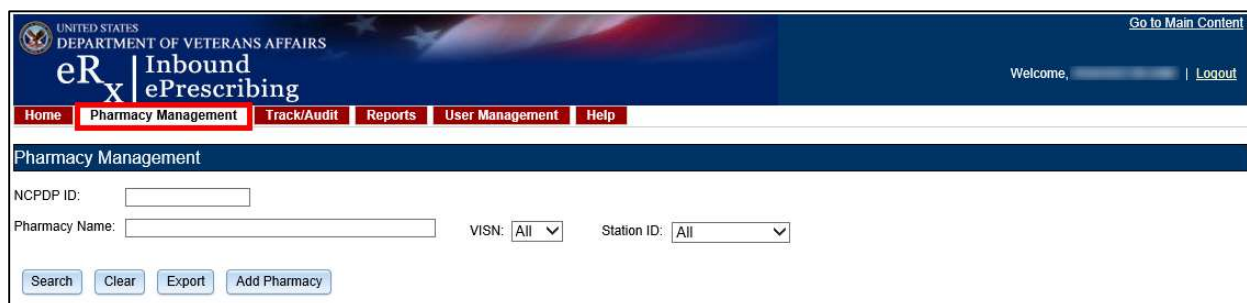 Go to Main Content
UNITED STATES
DEPARTMENT OF VETERANS AFFAIRS
eRx Inbound
ePrescribing
Welcome, | Logout
Home Pharmacy Management Track/Audit Reports User Management Help
Pharmacy Management
NCPDP ID:
Pharmacy Name: VISN: All Station ID: All
Search Clear Export Add Pharmacy